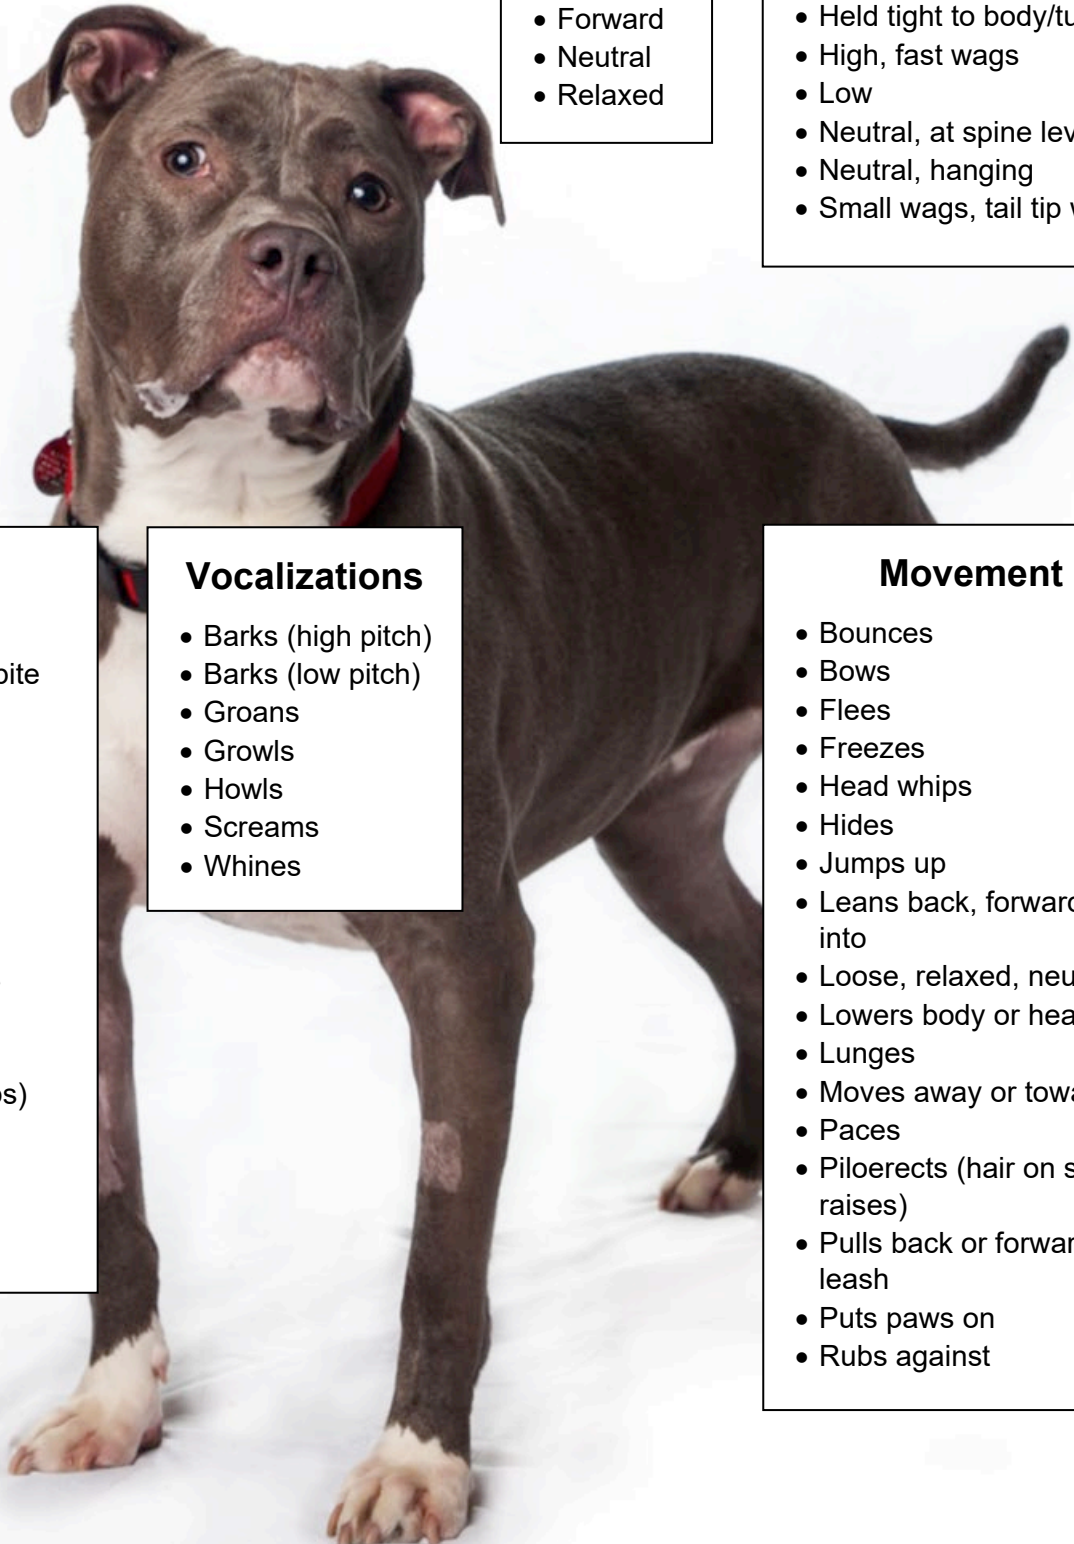 • Forward
• Neutral
• Relaxed
• Held tight to body/tu
• High, fast wags
• Low
• Neutral, at spine lev
• Neutral, hanging
• Small wags, tail tip
bite
os)
Vocalizations
• Barks (high pitch)
• Barks (low pitch)
• Groans
• Growls
• Howls
• Screams
• Whines
Movement
• Bounces
• Bows
• Flees
• Freezes
• Head whips
• Hides
• Jumps up
• Leans back, forward
into
• Loose, relaxed, neu
• Lowers body or hea
• Lunges
• Moves away or towa
• Paces
• Piloerects (hair on s
raises)
• Pulls back or forwar
leash
• Puts paws on
• Rubs against